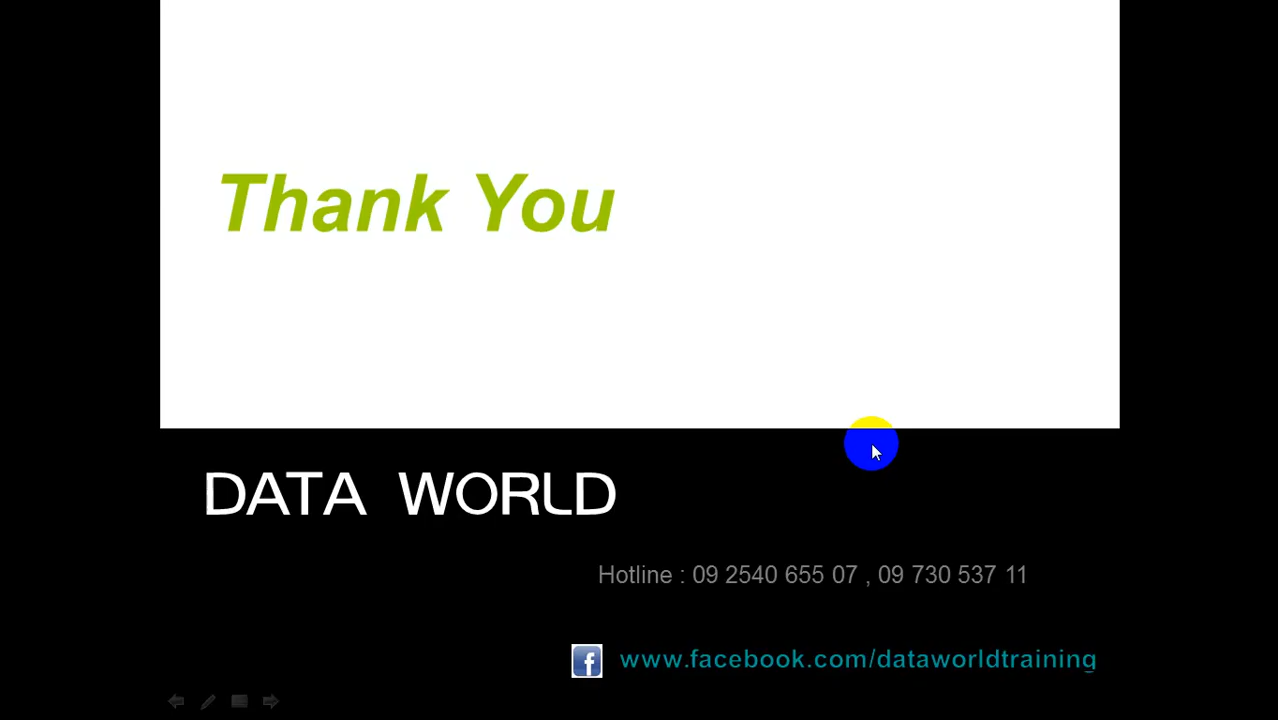 Thank You
DATA WORLD
Hotline : 09 2540 655 07 , 09 730 537 11
www.facebook.com/dataworldtraining